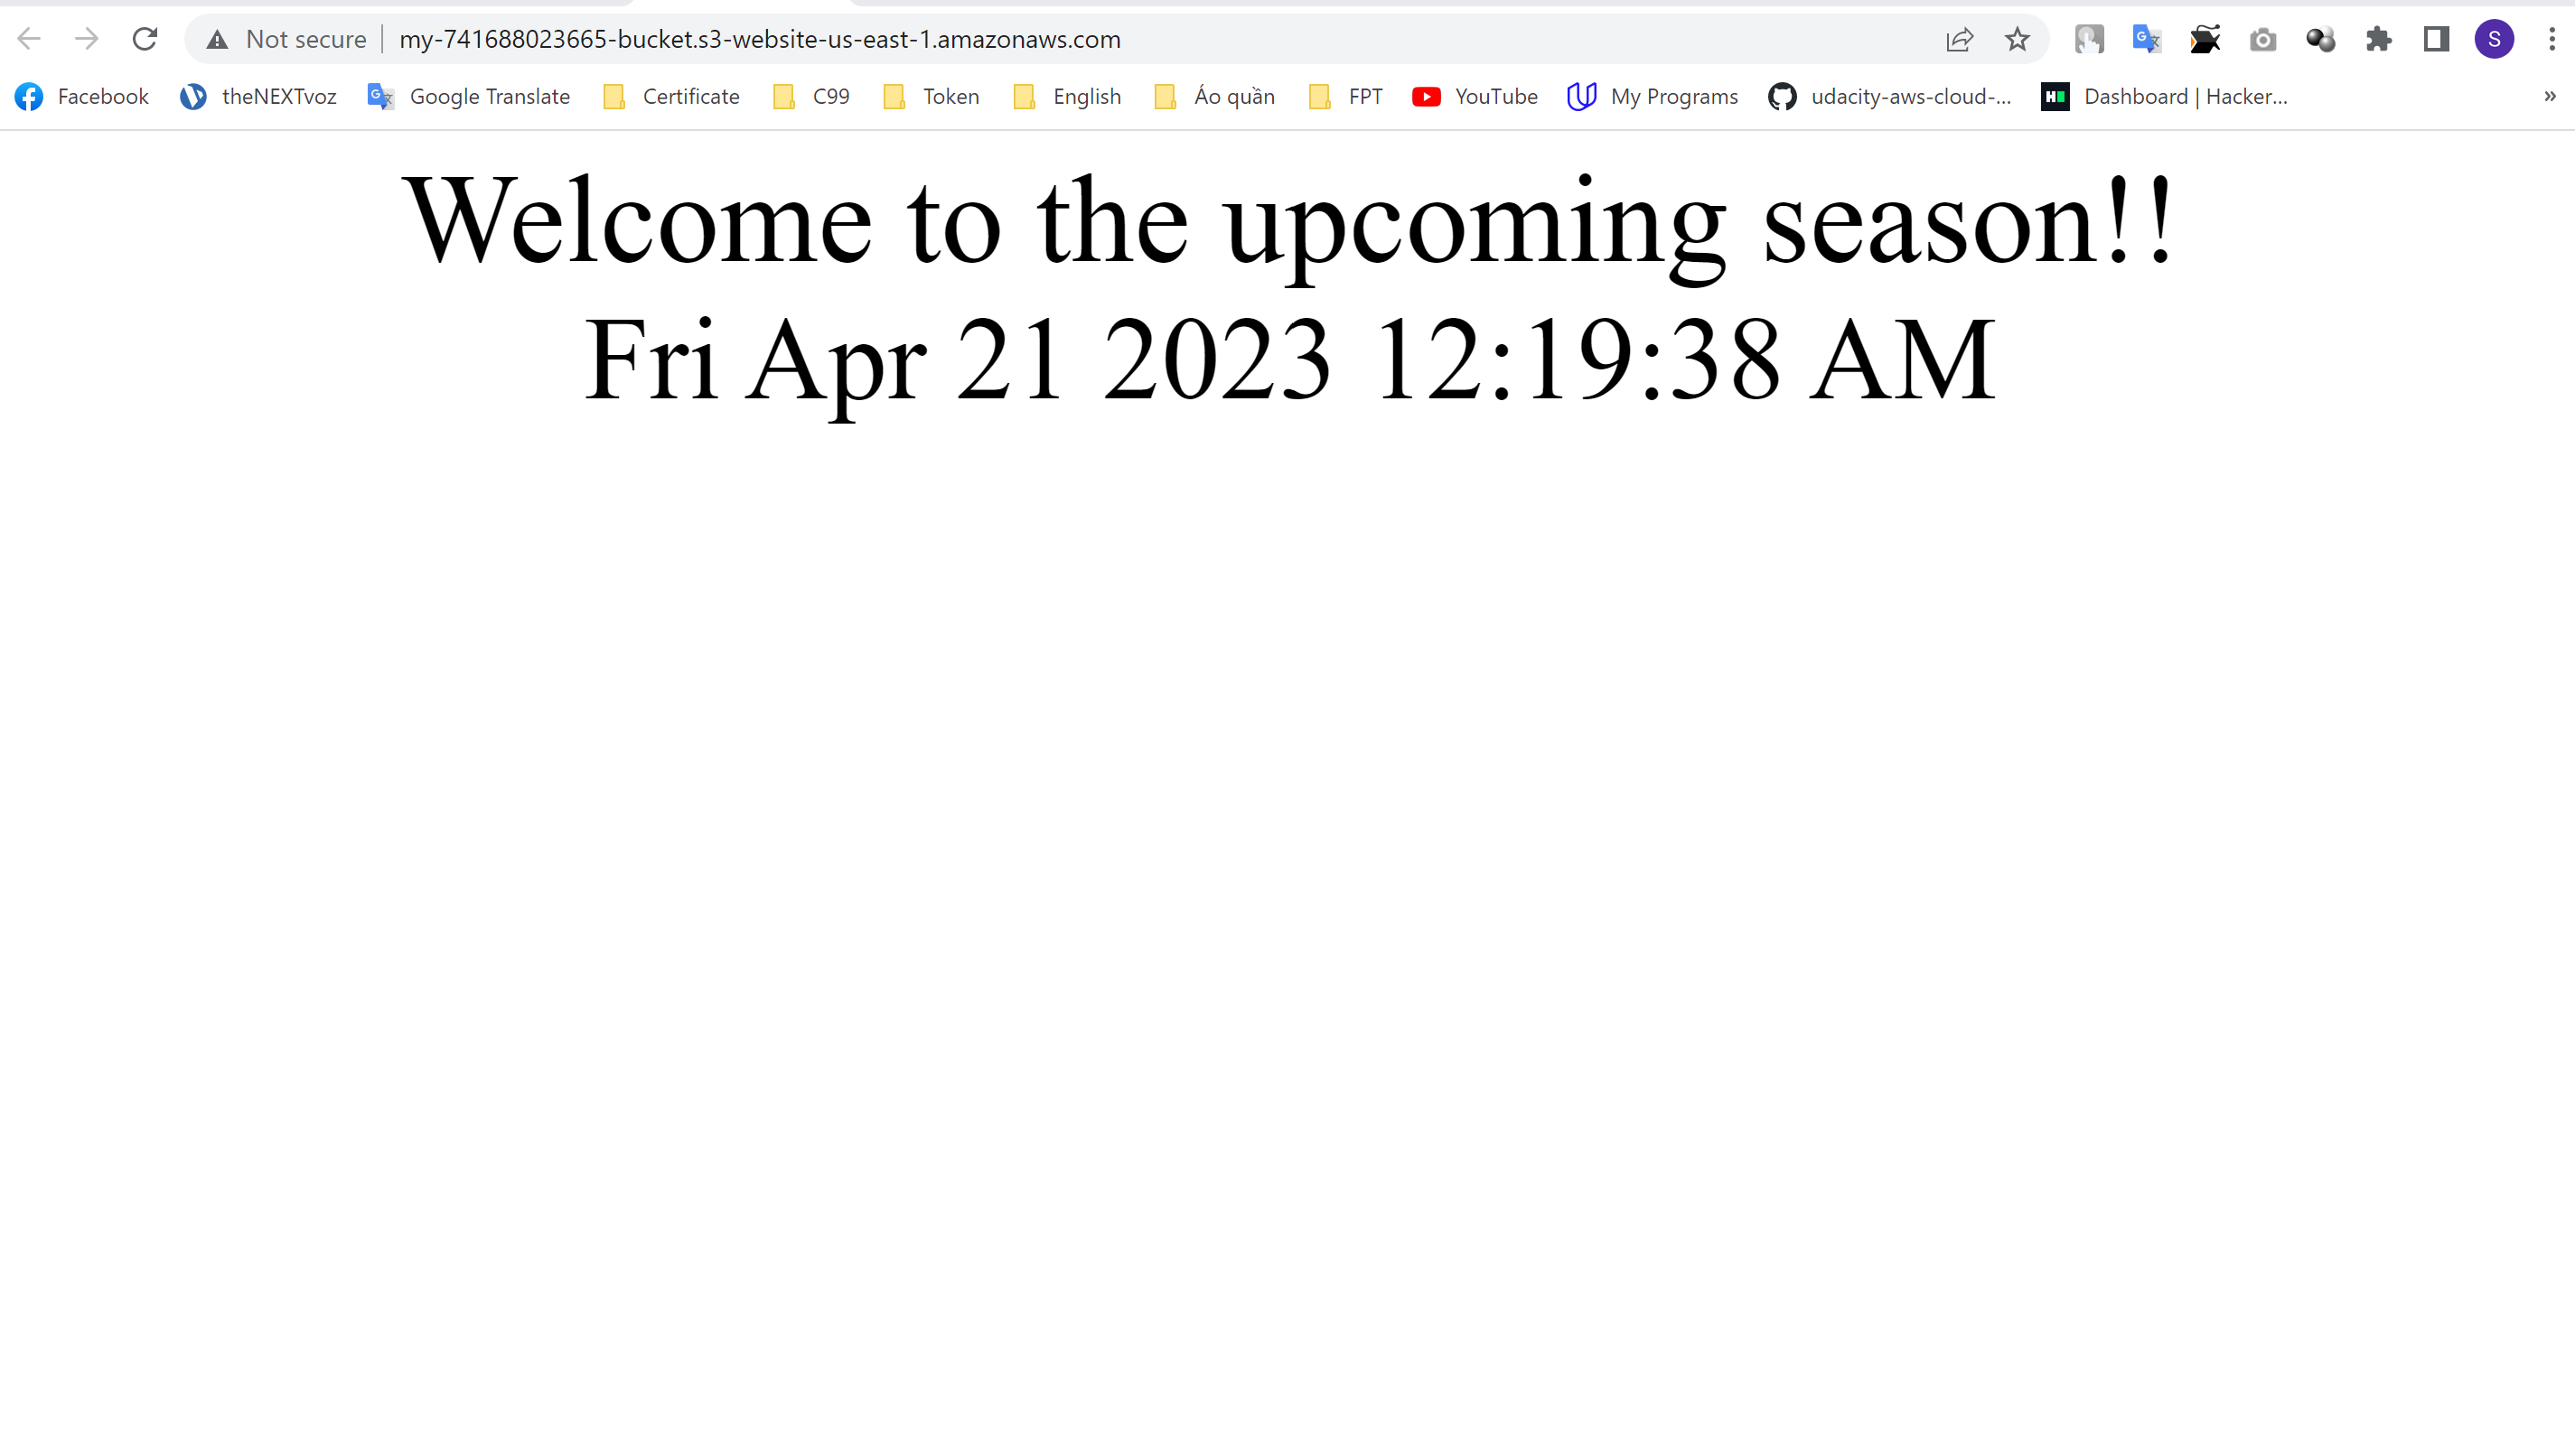 Not secure my-741688023665-bucket.s3-website-us-east-1.amazonaws.com S
Facebook theNEXTvoz Google Translate Certificate C99 Token English Áo quần FPT YouTube My Programs udacity-aws-cloud-... Dashboard | Hacker... »
Welcome to the upcoming season!!
Fri Apr 21 2023 12:19:38 AM